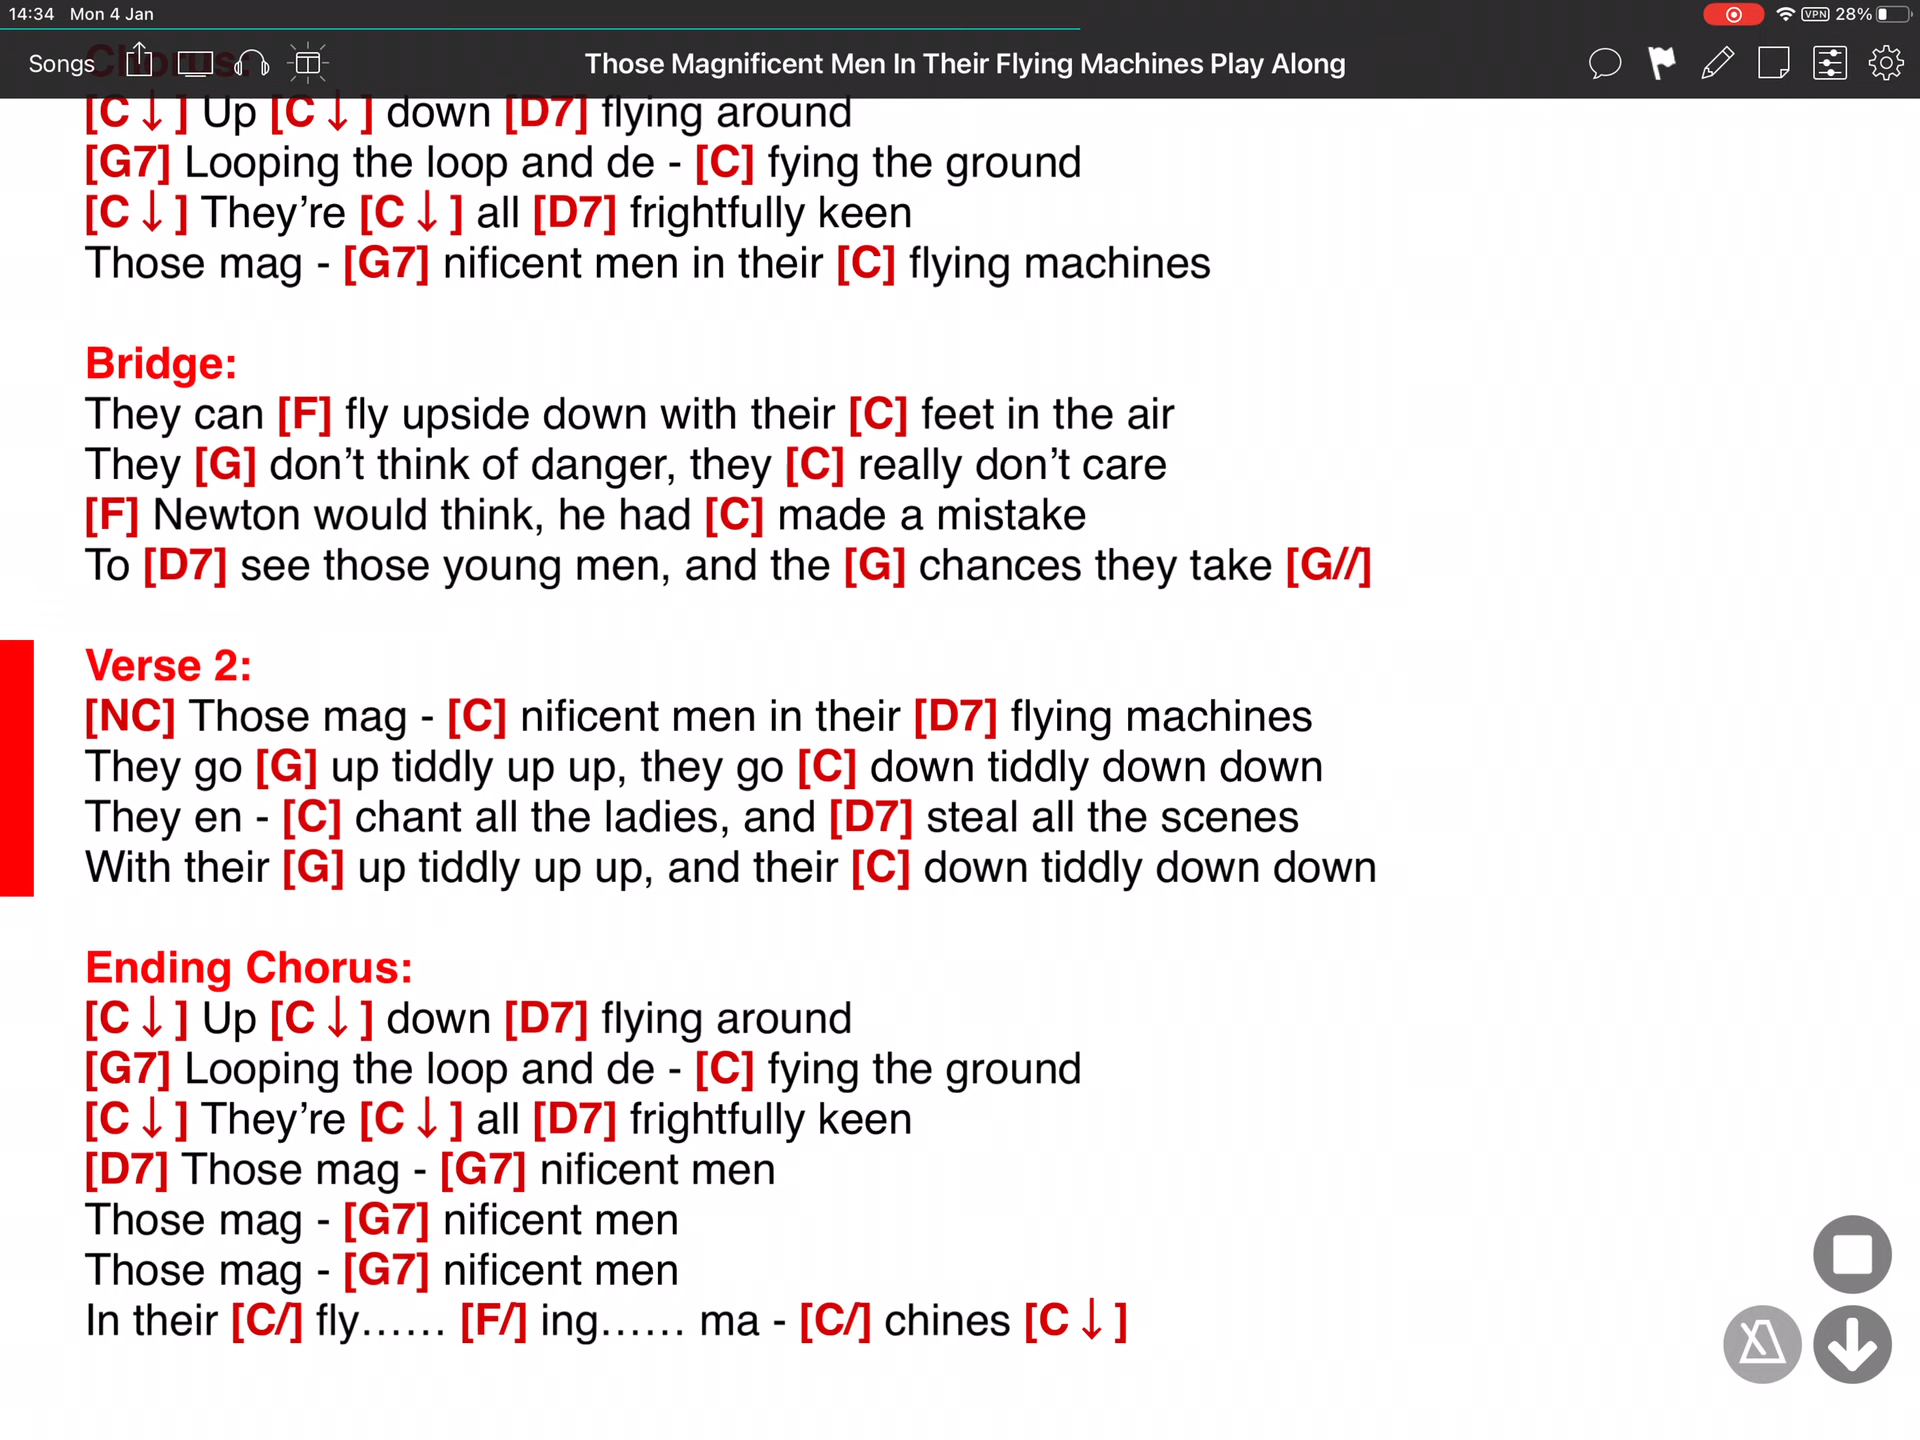 14:34 Mon 4 Jan VPN 28%
Songs Those Magnificent Men In Their Flying Machines Play Along
Chorus:
[C↓] Up [C↓] down [D7] flying around
[G7] Looping the loop and de - [C] fying the ground
[C↓] They’re [C↓] all [D7] frightfully keen
Those mag - [G7] nificent men in their [C] flying machines
Bridge:
They can [F] fly upside down with their [C] feet in the air
They [G] don’t think of danger, they [C] really don’t care
[F] Newton would think, he had [C] made a mistake
To [D7] see those young men, and the [G] chances they take [G//]
Verse 2:
[NC] Those mag - [C] nificent men in their [D7] flying machines
They go [G] up tiddly up up, they go [C] down tiddly down down
They en - [C] chant all the ladies, and [D7] steal all the scenes
With their [G] up tiddly up up, and their [C] down tiddly down down
Ending Chorus:
[C↓] Up [C↓] down [D7] flying around
[G7] Looping the loop and de - [C] fying the ground
[C↓] They’re [C↓] all [D7] frightfully keen
[D7] Those mag - [G7] nificent men
Those mag - [G7] nificent men
Those mag - [G7] nificent men
In their [C/] fly...... [F/] ing...... ma - [C/] chines [C↓]